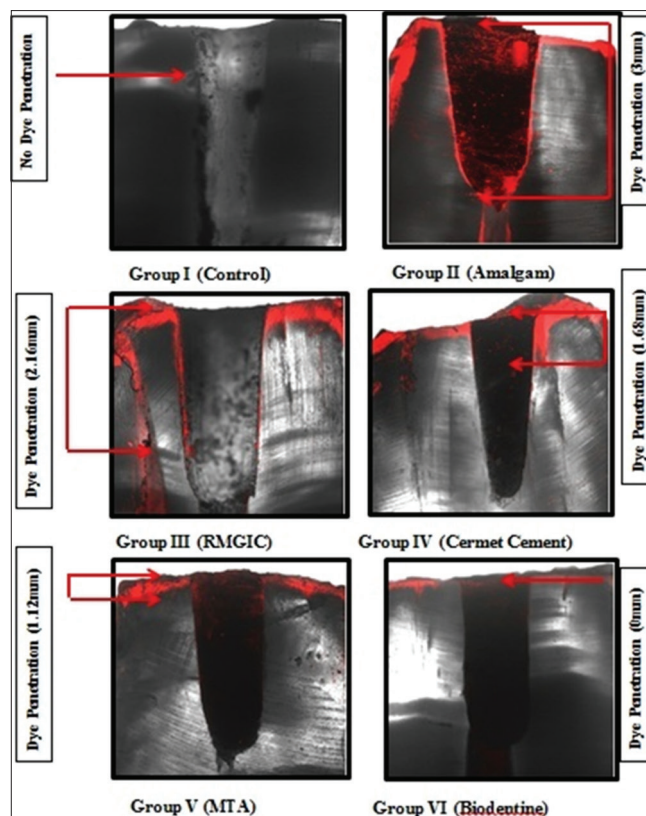 No Dye Penetration
Dye Penetration (3mm)
Group I (Control)
Group II (Amalgam)
Dye Penetration (2.16mm)
Dye Penetration (1.68mm)
Group III (RMGIC)
Group IV (Cermet Cement)
Dye Penetration (1.12mm)
Dye Penetration (0mm)
Group V (MTA)
Group VI (Biodentine)